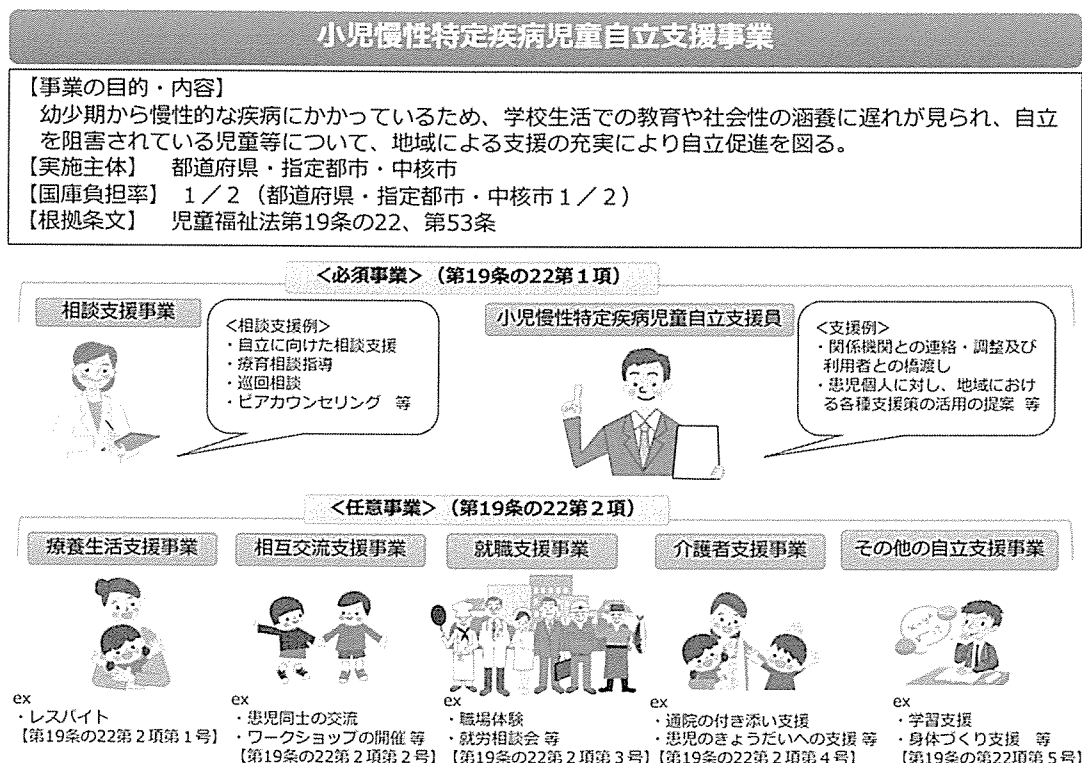 小児慢性特定疾病児童自立支援事業
【事業の目的・内容】
幼少期から慢性的な疾病にかかっているため、学校生活での教育や社会性の涵養に遅れが見られ、自立
を阻害されている児童等について、地域による支援の充実により自立促進を図る。
【実施主体】 都道府県・指定都市・中核市
【国庫負担率】 1/2(都道府県・指定都市・中核市1/2)
【根拠条文】 児童福祉法第19条の22、第53条
<必須事業>(第19条の22第1項)
相談支援事業
<相談支援例>
・自立に向けた相談支援
・療育相談指導
・巡回相談
・ピアカウンセリング 等
小児慢性特定疾病児童自立支援員
<支援例>
・関係機関との連絡・調整及び
利用者との橋渡し
・患児個人に対し、地域におけ
る各種支援策の活用の提案 等
<任意事業>(第19条の22第2項)
療養生活支援事業
ex
・レスパイト
【第19条の22第2項第1号】
相互交流支援事業
ex
・患児同士の交流
・ワークショップの開催 等
【第19条の22第2項第2号】
就職支援事業
ex
・職場体験
・就労相談会 等
【第19条の22第2項第3号】
介護者支援事業
ex
・通院の付き添い支援
・患児のきょうだいへの支援 等
【第19条の22第2項第4号】
その他の自立支援事業
ex
・学習支援
・身体づくり支援 等
【第19条の第22項第5号】